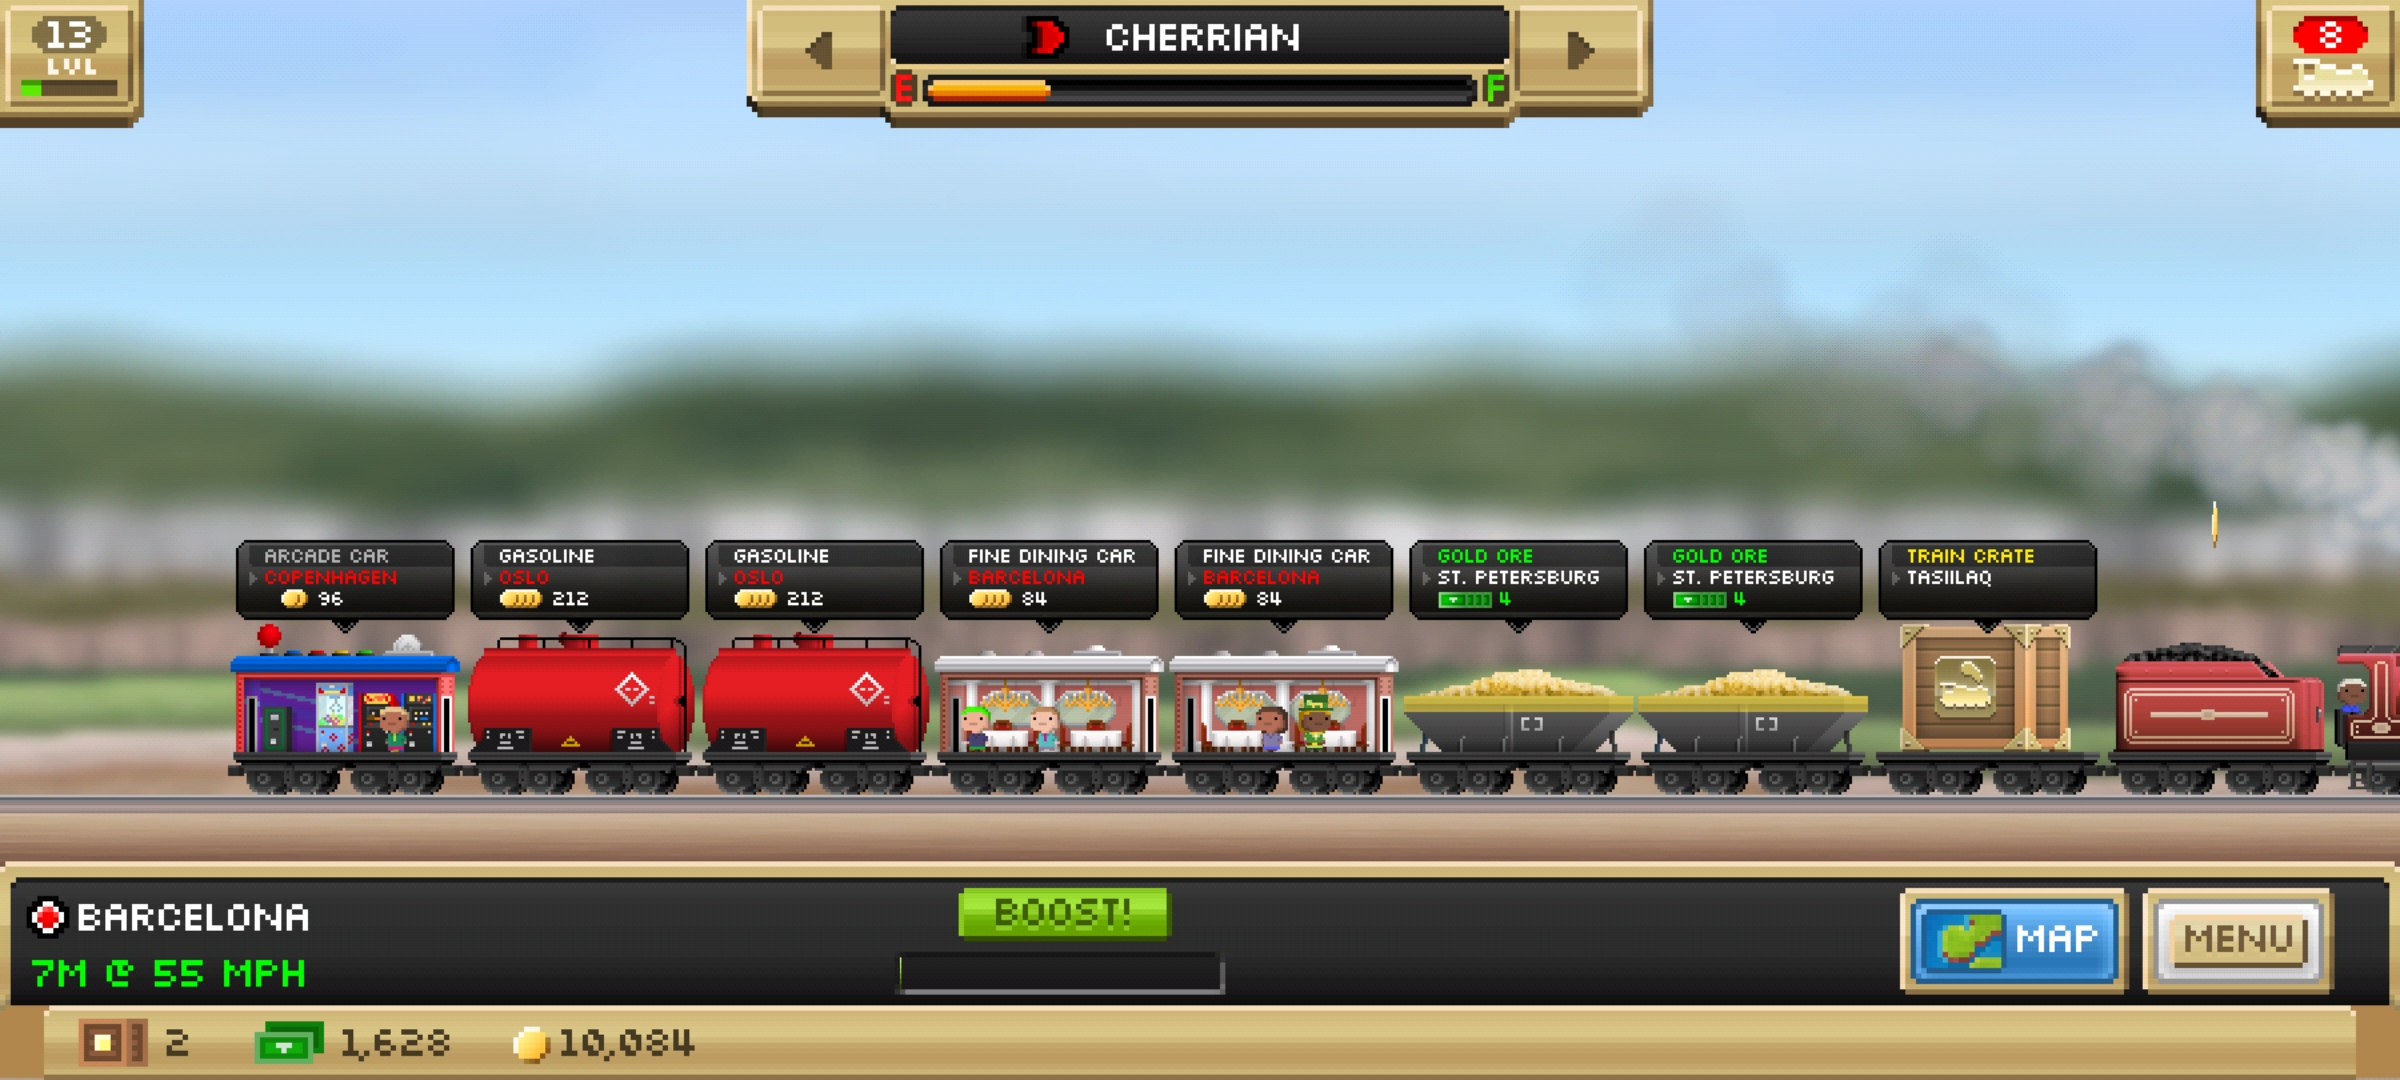 13
LVL
CHERRIAN
E
F
8
ARCADE CAR
COPENHAGEN
96
GASOLINE
OSLO
212
GASOLINE
OSLO
212
FINE DINING CAR
BARCELONA
84
FINE DINING CAR
BARCELONA
84
GOLD ORE
ST. PETERSBURG
4
GOLD ORE
ST. PETERSBURG
4
TRAIN CRATE
TASIILAQ
BARCELONA
7M @ 55 MPH
BOOST!
MAP
MENU
2
1,628
10,084